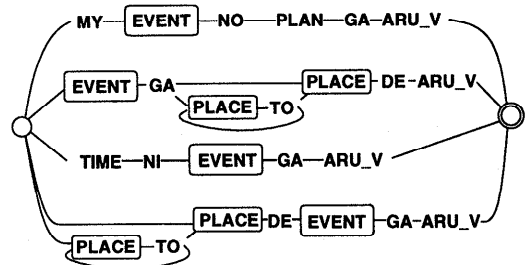 MY EVENT NO PLAN GA ARU_V
EVENT GA PLACE DE ARU_V
PLACE TO
TIME NI EVENT GA ARU_V
PLACE DE EVENT GA ARU_V
PLACE TO